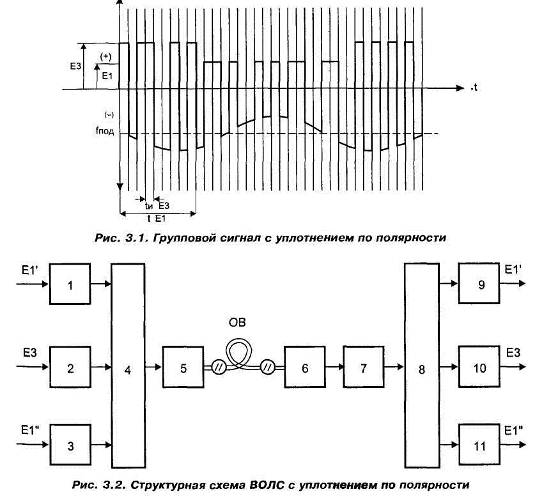 (+)
E3
E1
.t
(–)
fпод
tи E3
t E1
Рис. 3.1. Групповой сигнал с уплотнением по полярности
E1'
1
9
E1'
ОВ
E3
2
4
5
6
7
8
10
E3
E1"
3
11
E1"
Рис. 3.2. Структурная схема ВОЛС с уплотнением по полярности